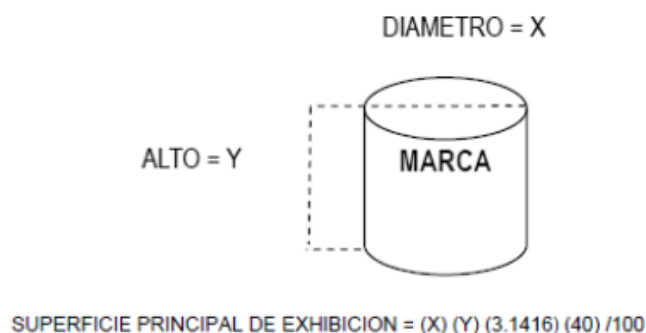 DIAMETRO = X
ALTO = Y
MARCA
SUPERFICIE PRINCIPAL DE EXHIBICION = (X) (Y) (3.1416) (40) /100